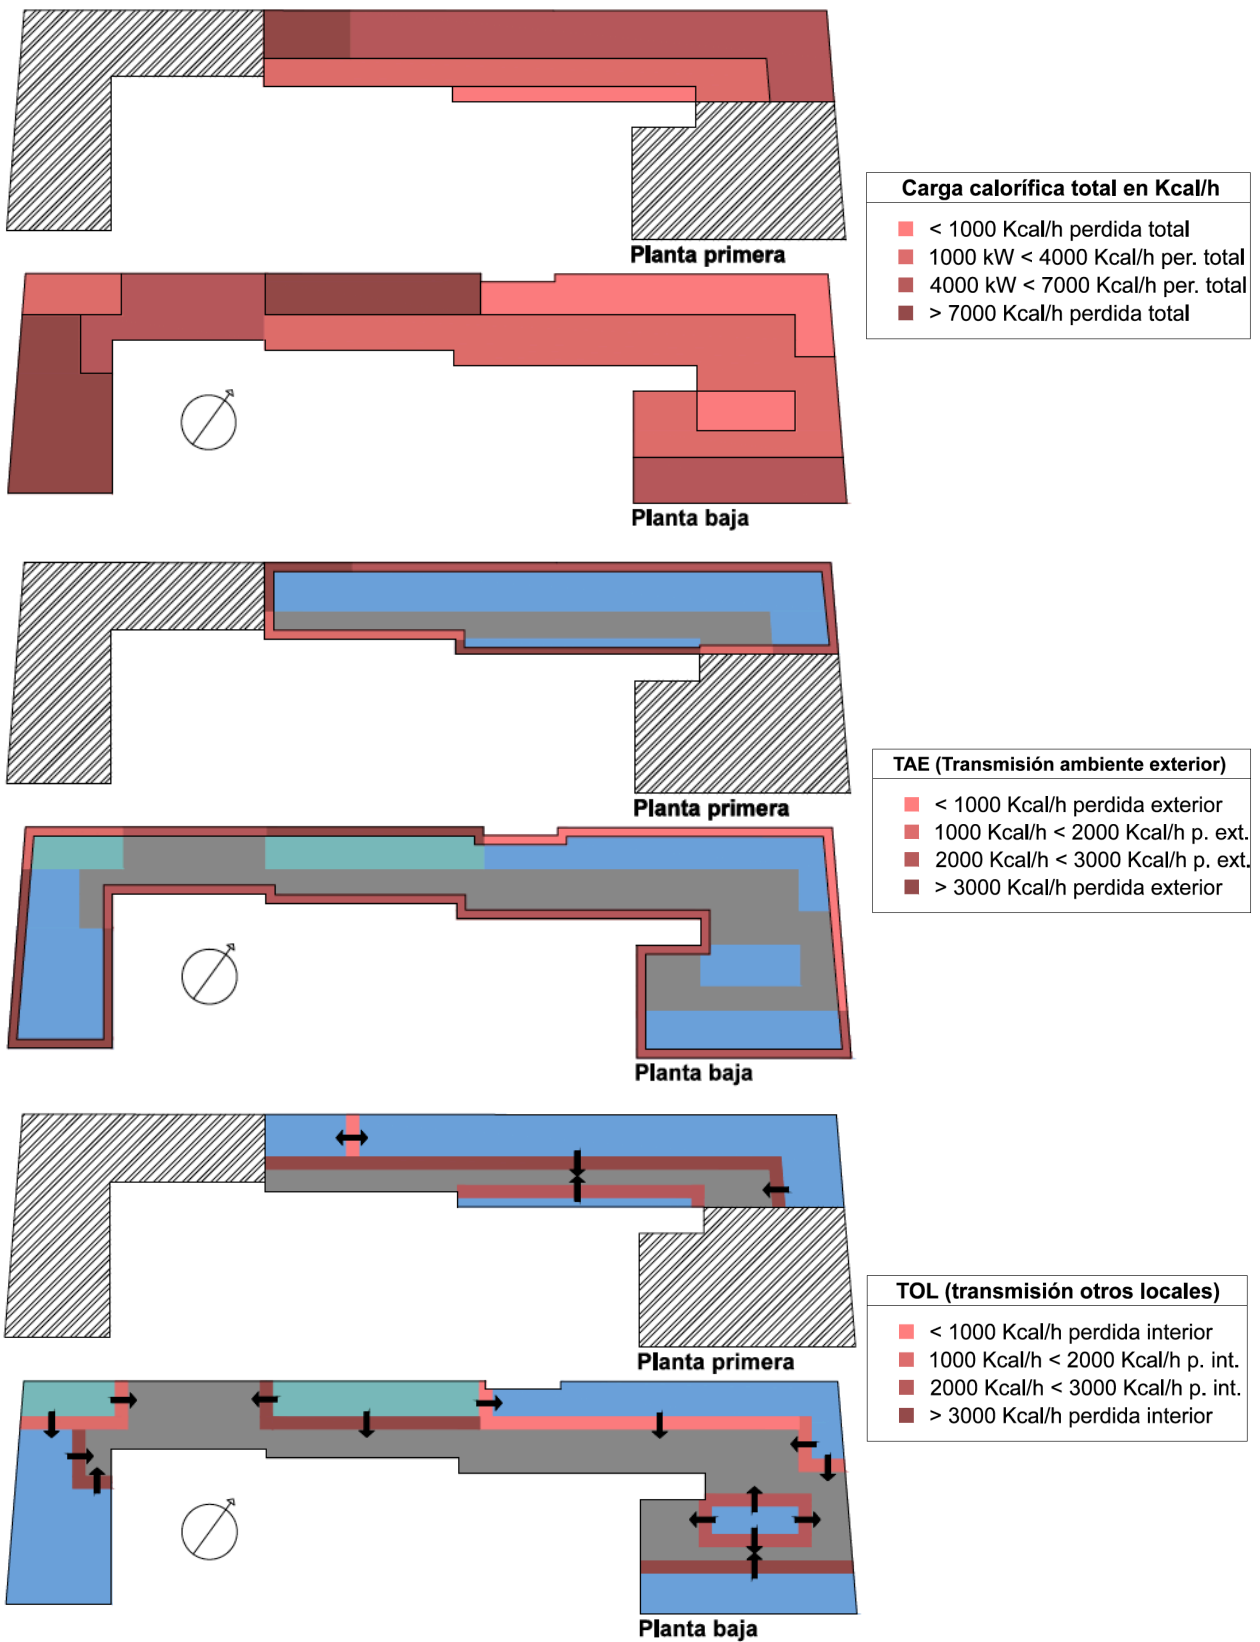 Planta primera
Carga calorífica total en Kcal/h
< 1000 Kcal/h perdida total
1000 kW < 4000 Kcal/h per. total
4000 kW < 7000 Kcal/h per. total
> 7000 Kcal/h perdida total
Planta baja
Planta primera
TAE (Transmisión ambiente exterior)
< 1000 Kcal/h perdida exterior
1000 Kcal/h < 2000 Kcal/h p. ext.
2000 Kcal/h < 3000 Kcal/h p. ext.
> 3000 Kcal/h perdida exterior
Planta baja
Planta primera
TOL (transmisión otros locales)
< 1000 Kcal/h perdida interior
1000 Kcal/h < 2000 Kcal/h p. int.
2000 Kcal/h < 3000 Kcal/h p. int.
> 3000 Kcal/h perdida interior
Planta baja